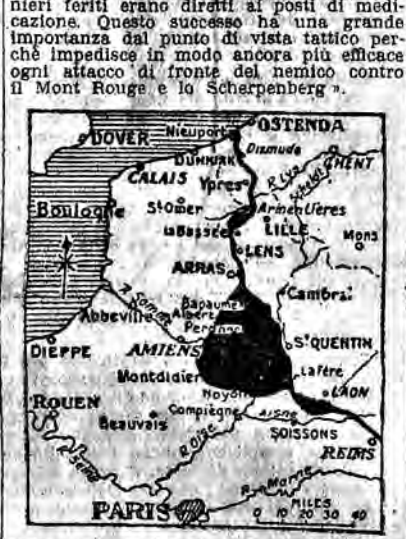 nieri feriti erano diretti ai posti di medi-
cazione. Questo successo ha una grande
importanza dal punto di vista tattico per-
chè impedisce in modo ancora più efficace
ogni attacco di fronte del nemico contro
il Mont Rouge e lo Scherpenberg ».
DOVER
Nieuport
OSTENDA
DUNKIRK
Dixmude
CALAIS
GHENT
Ypres
R Lys
Scheldt
Boulogne
St Omer
Armentières
LILLE
la Bassée
Mons
LENS
ARRAS
Cambrai
Bapaume
Albert
R. Somme
Abbeville
Peronne
DIEPPE
AMIENS
St QUENTIN
Montdidier
La Fère
LAON
Noyon
ROUEN
Compiègne
Beauvais
Aisne
SOISSONS
R Oise
REIMS
R. Seine
R. Marne
PARIS
MILES
0 10 20 30 40